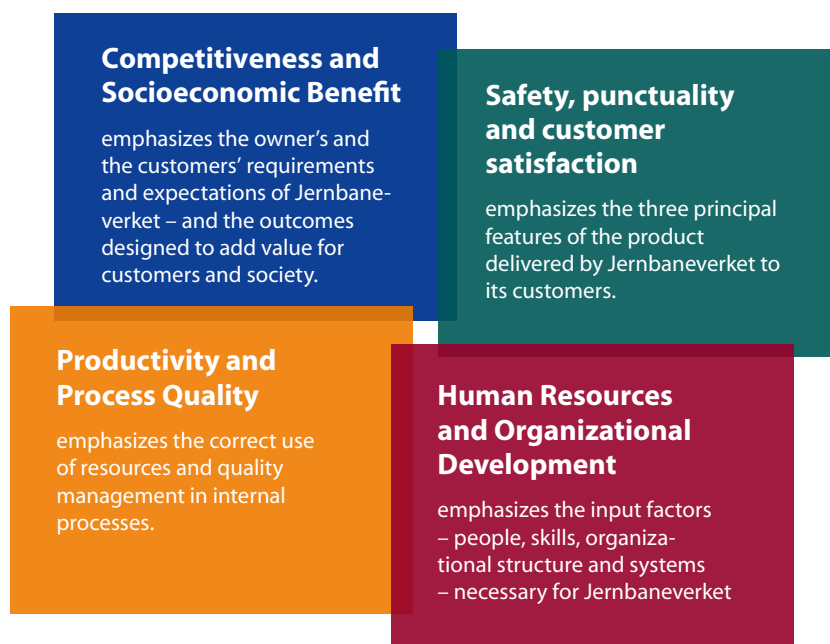 Competitiveness and
Socioeconomic Benefit
emphasizes the owner’s and
the customers’ requirements
and expectations of Jernbane-
verket – and the outcomes
designed to add value for
customers and society.
Safety, punctuality
and customer
satisfaction
emphasizes the three principal
features of the product
delivered by Jernbaneverket to
its customers.
Productivity and
Process Quality
emphasizes the correct use
of resources and quality
management in internal
processes.
Human Resources
and Organizational
Development
emphasizes the input factors
– people, skills, organiza-
tional structure and systems
– necessary for Jernbaneverket